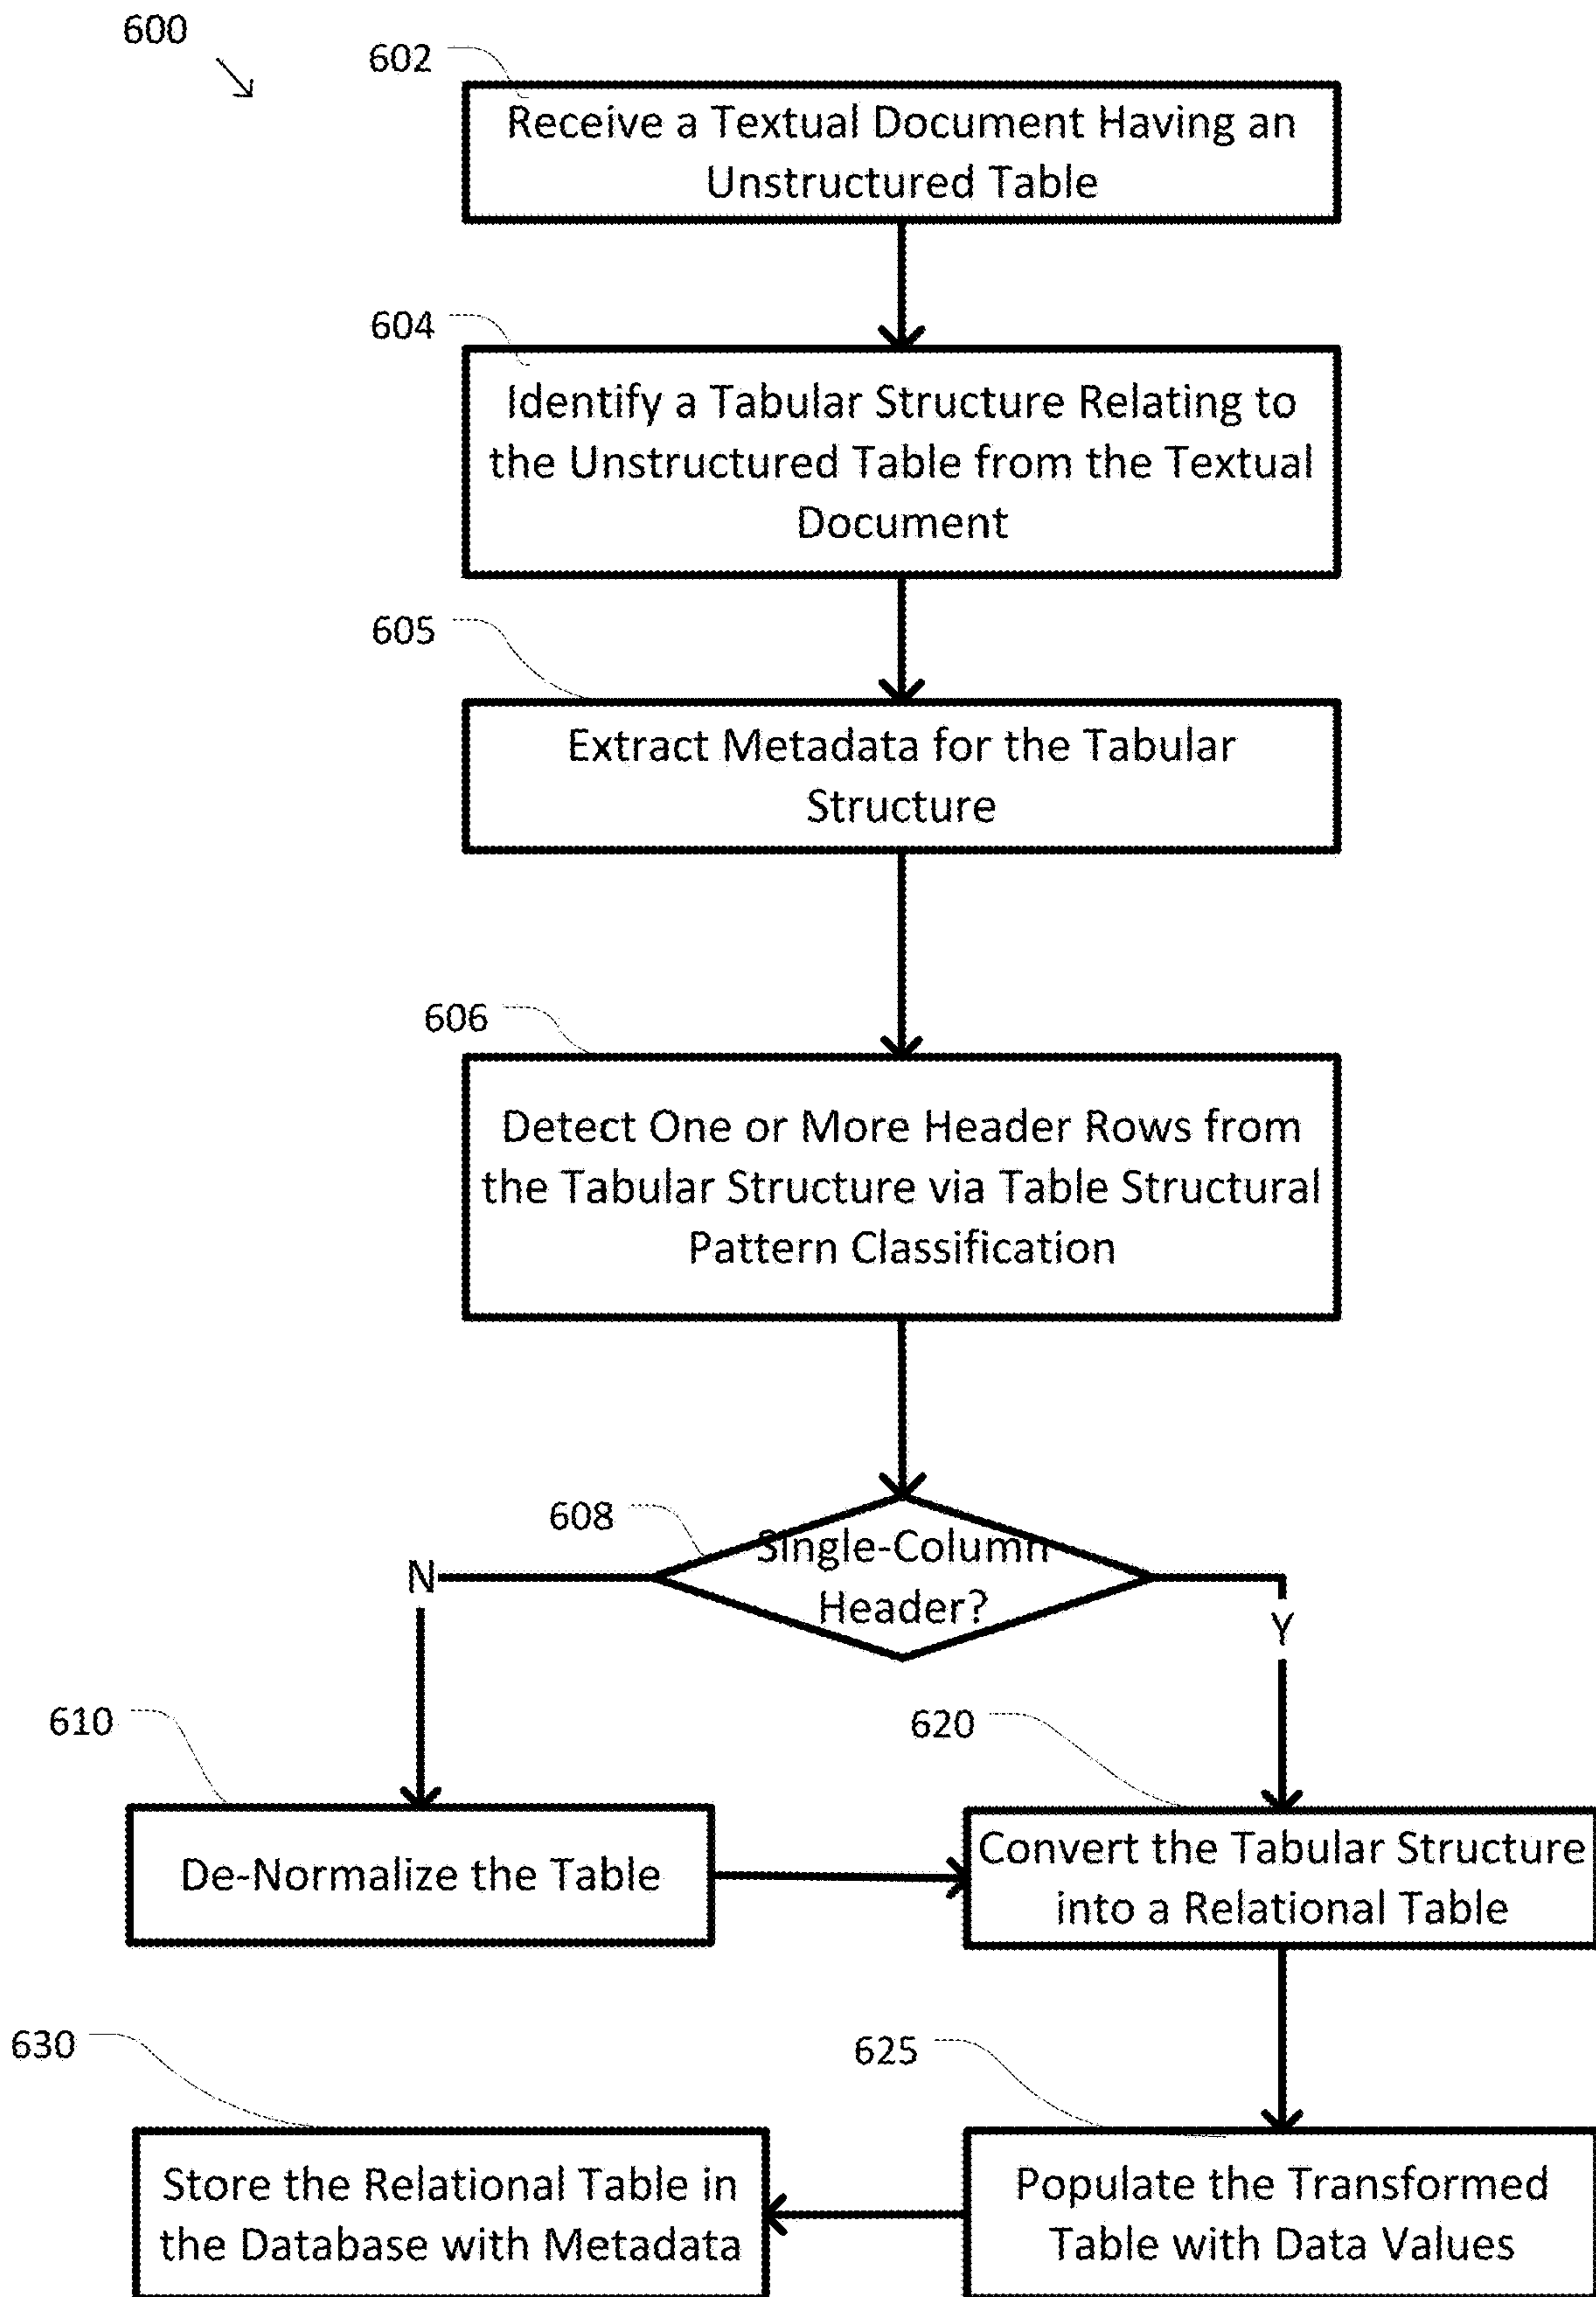 600
602
Receive a Textual Document Having an
Unstructured Table
604
Identify a Tabular Structure Relating to
the Unstructured Table from the Textual
Document
605
Extract Metadata for the Tabular
Structure
606
Detect One or More Header Rows from
the Tabular Structure via Table Structural
Pattern Classification
608
Single-Column
Header?
N
Y
610
De-Normalize the Table
620
Convert the Tabular Structure
into a Relational Table
630
Store the Relational Table in
the Database with Metadata
625
Populate the Transformed
Table with Data Values